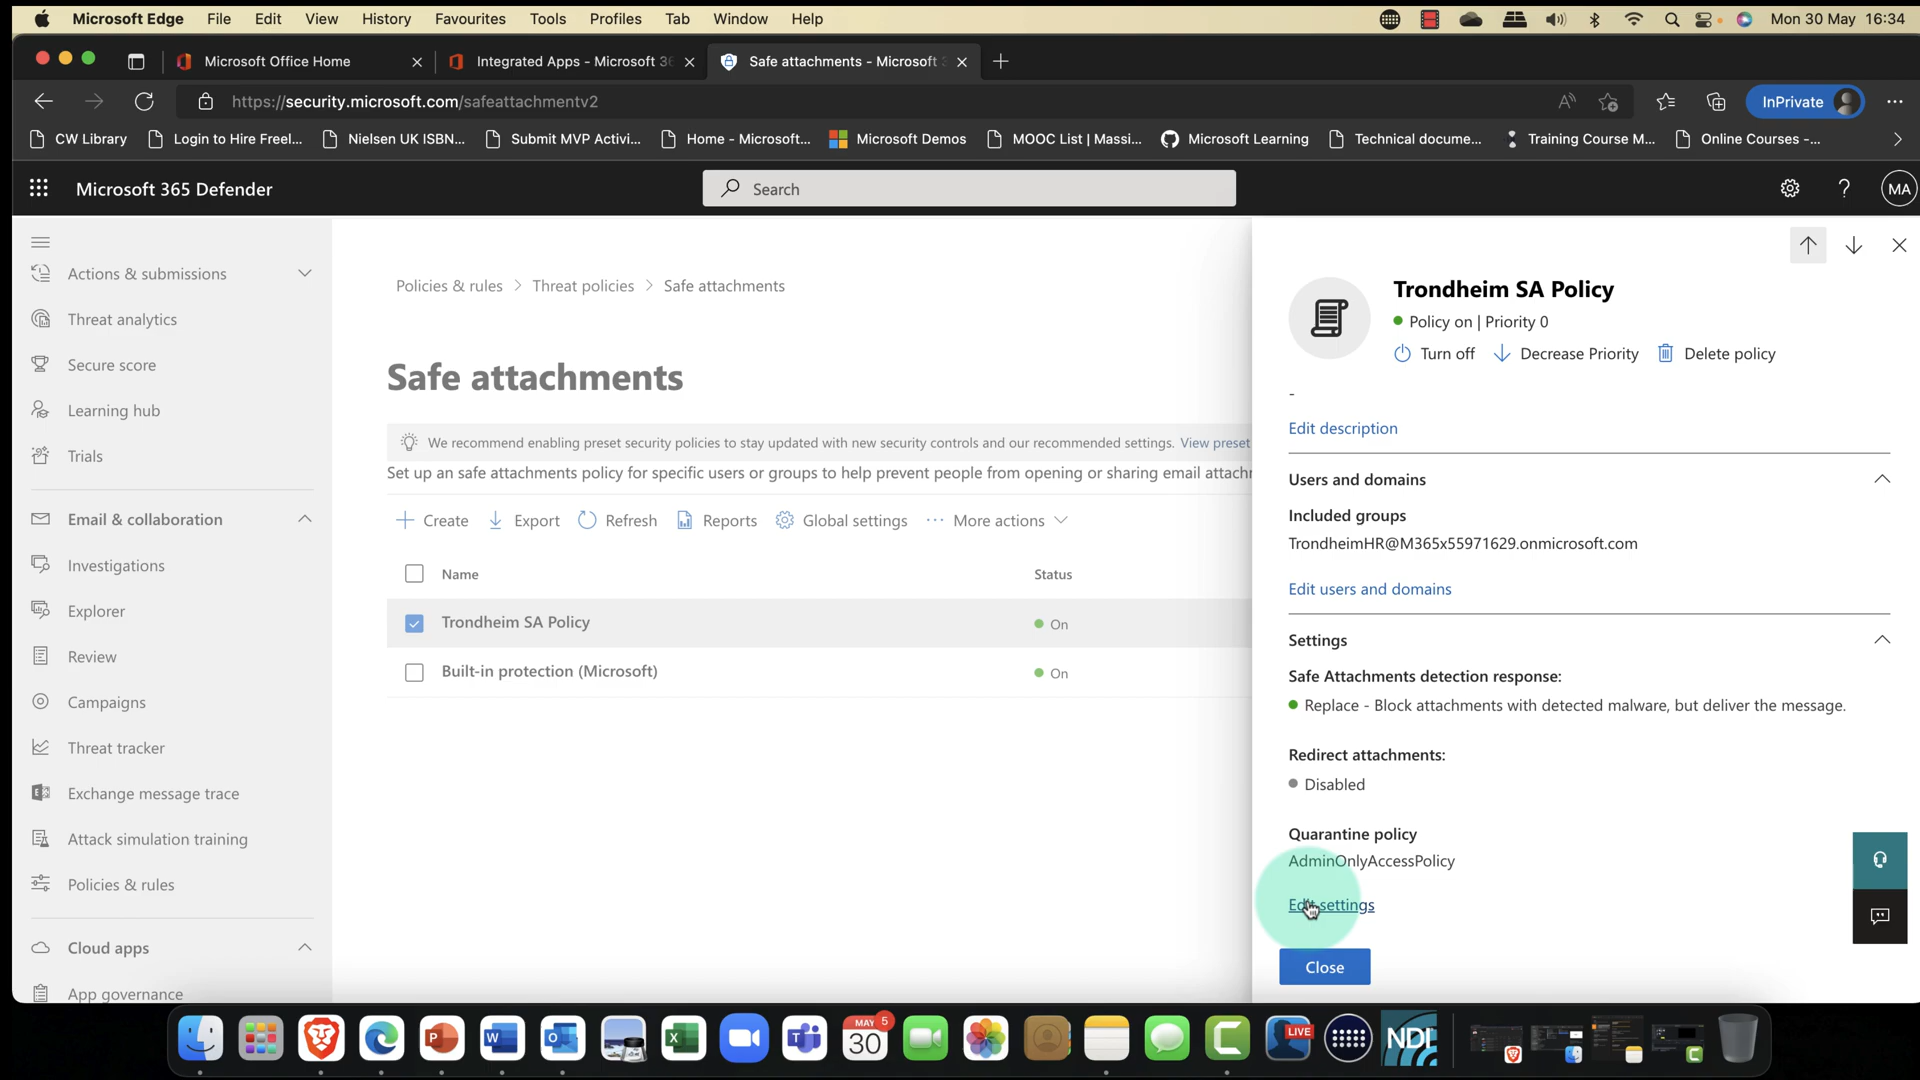 Microsoft Edge File Edit View History Favourites Tools Profiles Tab Window Help Mon 30 May 16:34
Microsoft Office Home Integrated Apps - Microsoft 36 Safe attachments - Microsoft
https://security.microsoft.com/safeattachmentv2 InPrivate
CW Library Login to Hire Freel... Nielsen UK ISBN... Submit MVP Activi... Home - Microsoft... Microsoft Demos MOOC List | Massi... Microsoft Learning Technical docume... Training Course M... Online Courses -...
Microsoft 365 Defender Search MA
Actions & submissions
Threat analytics
Secure score
Learning hub
Trials
Email & collaboration
Investigations
Explorer
Review
Campaigns
Threat tracker
Exchange message trace
Attack simulation training
Policies & rules
Cloud apps
App governance
Policies & rules > Threat policies > Safe attachments
Safe attachments
We recommend enabling preset security policies to stay updated with new security controls and our recommended settings. View preset
Set up an safe attachments policy for specific users or groups to help prevent people from opening or sharing email attachm
Create Export Refresh Reports Global settings More actions
Name Status
Trondheim SA Policy On
Built-in protection (Microsoft) On
Trondheim SA Policy
Policy on | Priority 0
Turn off Decrease Priority Delete policy
-
Edit description
Users and domains
Included groups
TrondheimHR@M365x55971629.onmicrosoft.com
Edit users and domains
Settings
Safe Attachments detection response:
Replace - Block attachments with detected malware, but deliver the message.
Redirect attachments:
Disabled
Quarantine policy
AdminOnlyAccessPolicy
Edit settings
Close
MAY 5
30
LIVE
NDI